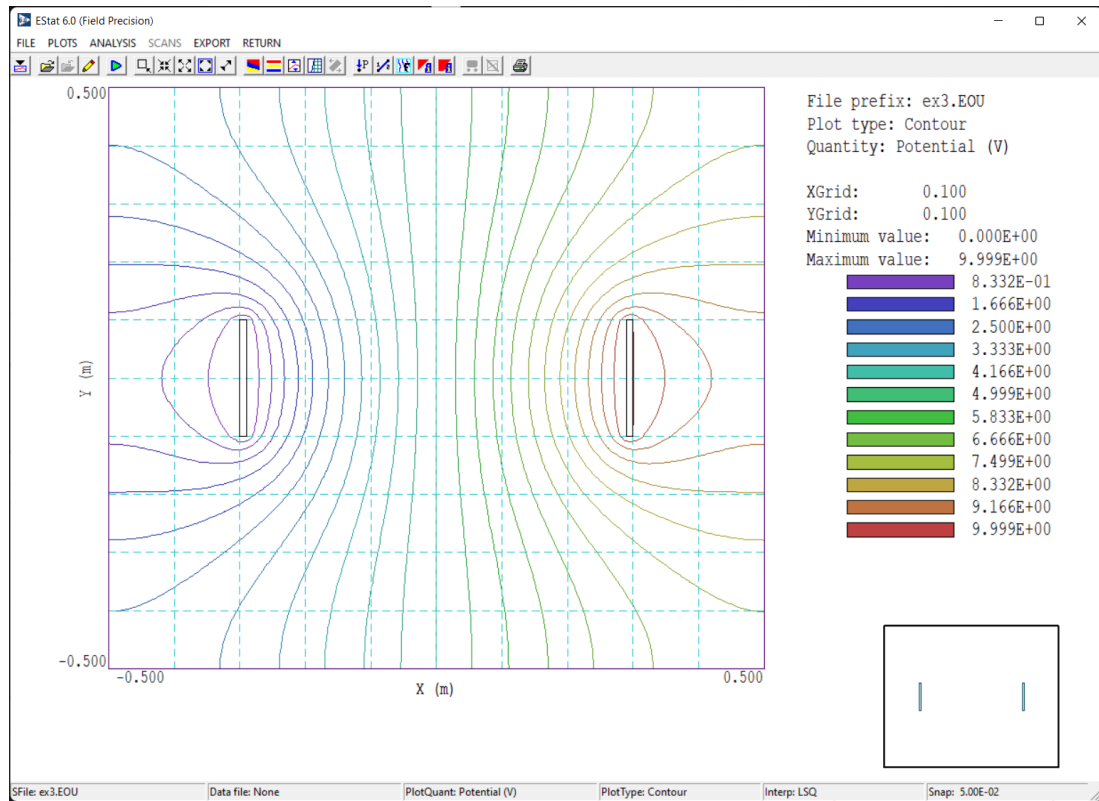 EStat 6.0 (Field Precision)
FILE PLOTS ANALYSIS SCANS EXPORT RETURN
0.500
File prefix: ex3.EOU
Plot type: Contour
Quantity: Potential (V)
XGrid: 0.100
YGrid: 0.100
Minimum value: 0.000E+00
Maximum value: 9.999E+00
8.332E-01
1.666E+00
2.500E+00
3.333E+00
4.166E+00
4.999E+00
5.833E+00
6.666E+00
7.499E+00
8.332E+00
9.166E+00
9.999E+00
Y (m)
-0.500
-0.500
X (m)
0.500
SFile: ex3.EOU
Data file: None
PlotQuant: Potential (V)
PlotType: Contour
Interp: LSQ
Snap: 5.00E-02